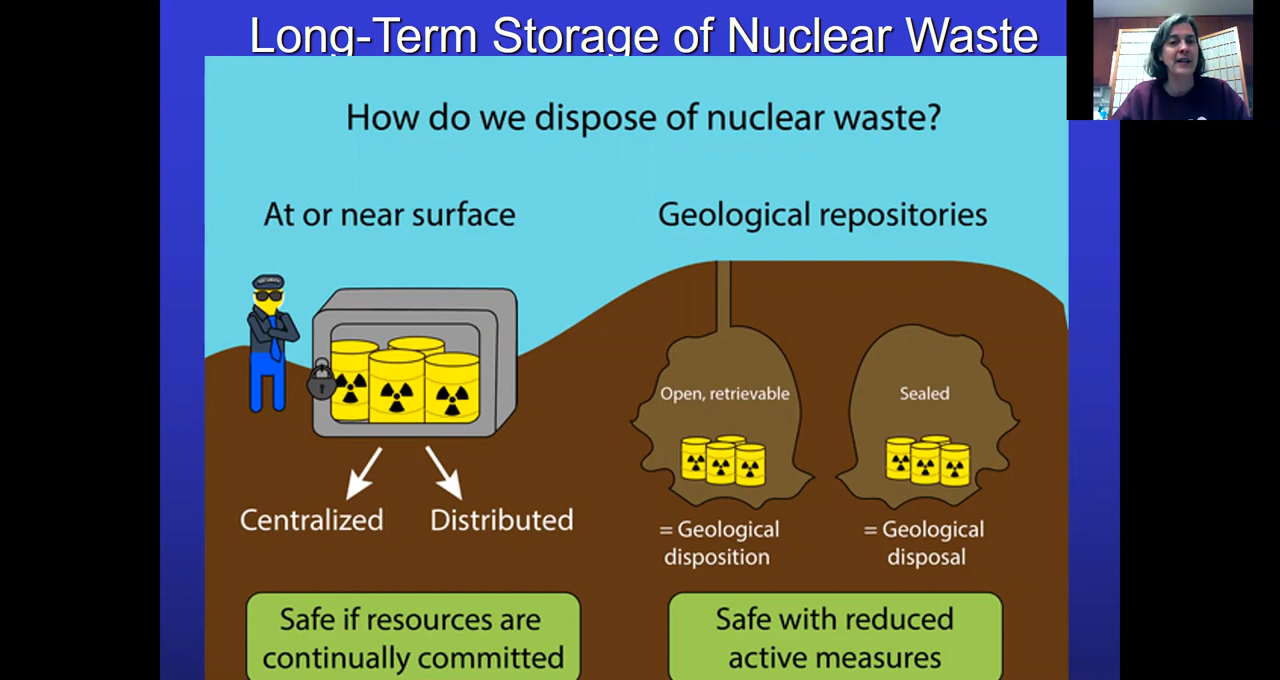 Long-Term Storage of Nuclear Waste
How do we dispose of nuclear waste?
At or near surface
Geological repositories
Open, retrievable
Sealed
Centralized
Distributed
= Geological
disposition
= Geological
disposal
Safe if resources are
continually committed
Safe with reduced
active measures